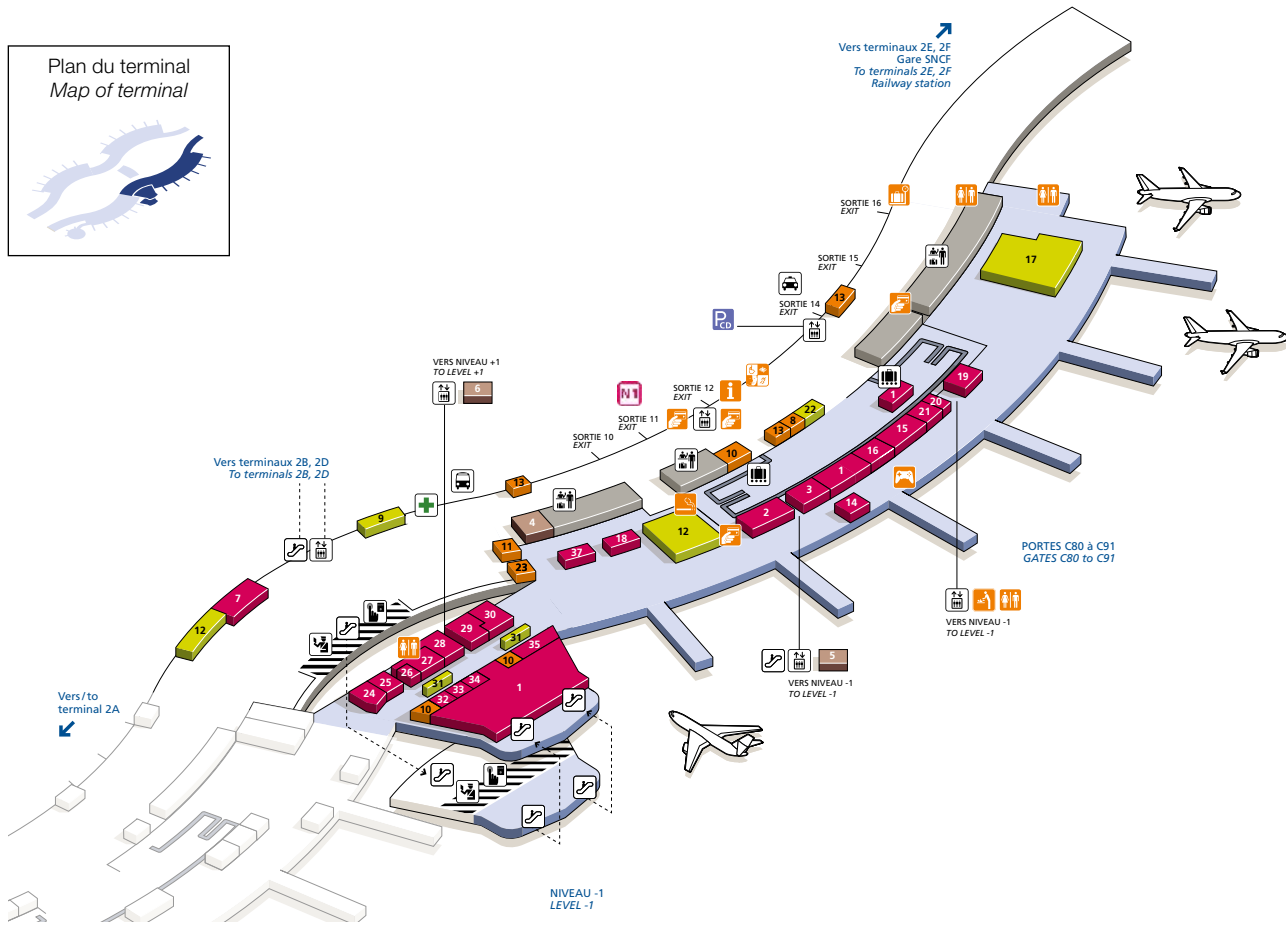 Plan du terminal
Map of terminal
Vers terminaux 2E, 2F
Gare SNCF
To terminals 2E, 2F
Railway station
SORTIE 16
EXIT
SORTIE 15
EXIT
17
13
SORTIE 14
EXIT
PCD
VERS NIVEAU +1
TO LEVEL +1
6
N1
SORTIE 12
EXIT
i
SORTIE 11
EXIT
SORTIE 10
EXIT
19
1
20
21
22
8
13
15
16
10
1
3
2
14
Vers terminaux 2B, 2D
To terminals 2B, 2D
13
9
4
12
18
37
11
23
PORTES C80 à C91
GATES C80 to C91
7
12
30
29
28
27
26
25
24
31
35
10
31
34
33
32
10
1
VERS NIVEAU -1
TO LEVEL -1
5
VERS NIVEAU -1
TO LEVEL -1
Vers/to
terminal 2A
NIVEAU -1
LEVEL -1